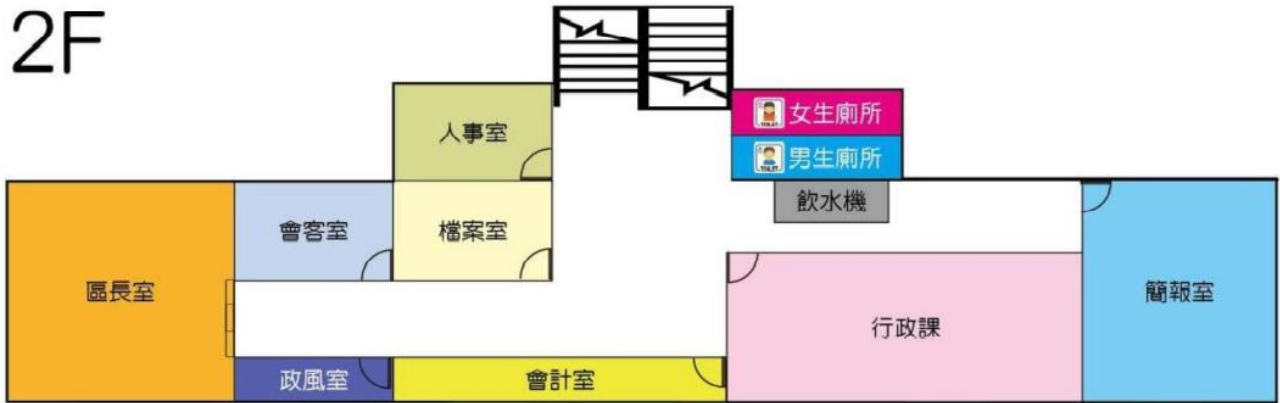 2F
女生廁所
人事室
男生廁所
飲水機
會客室
檔案室
區長室
簡報室
行政課
政風室
會計室